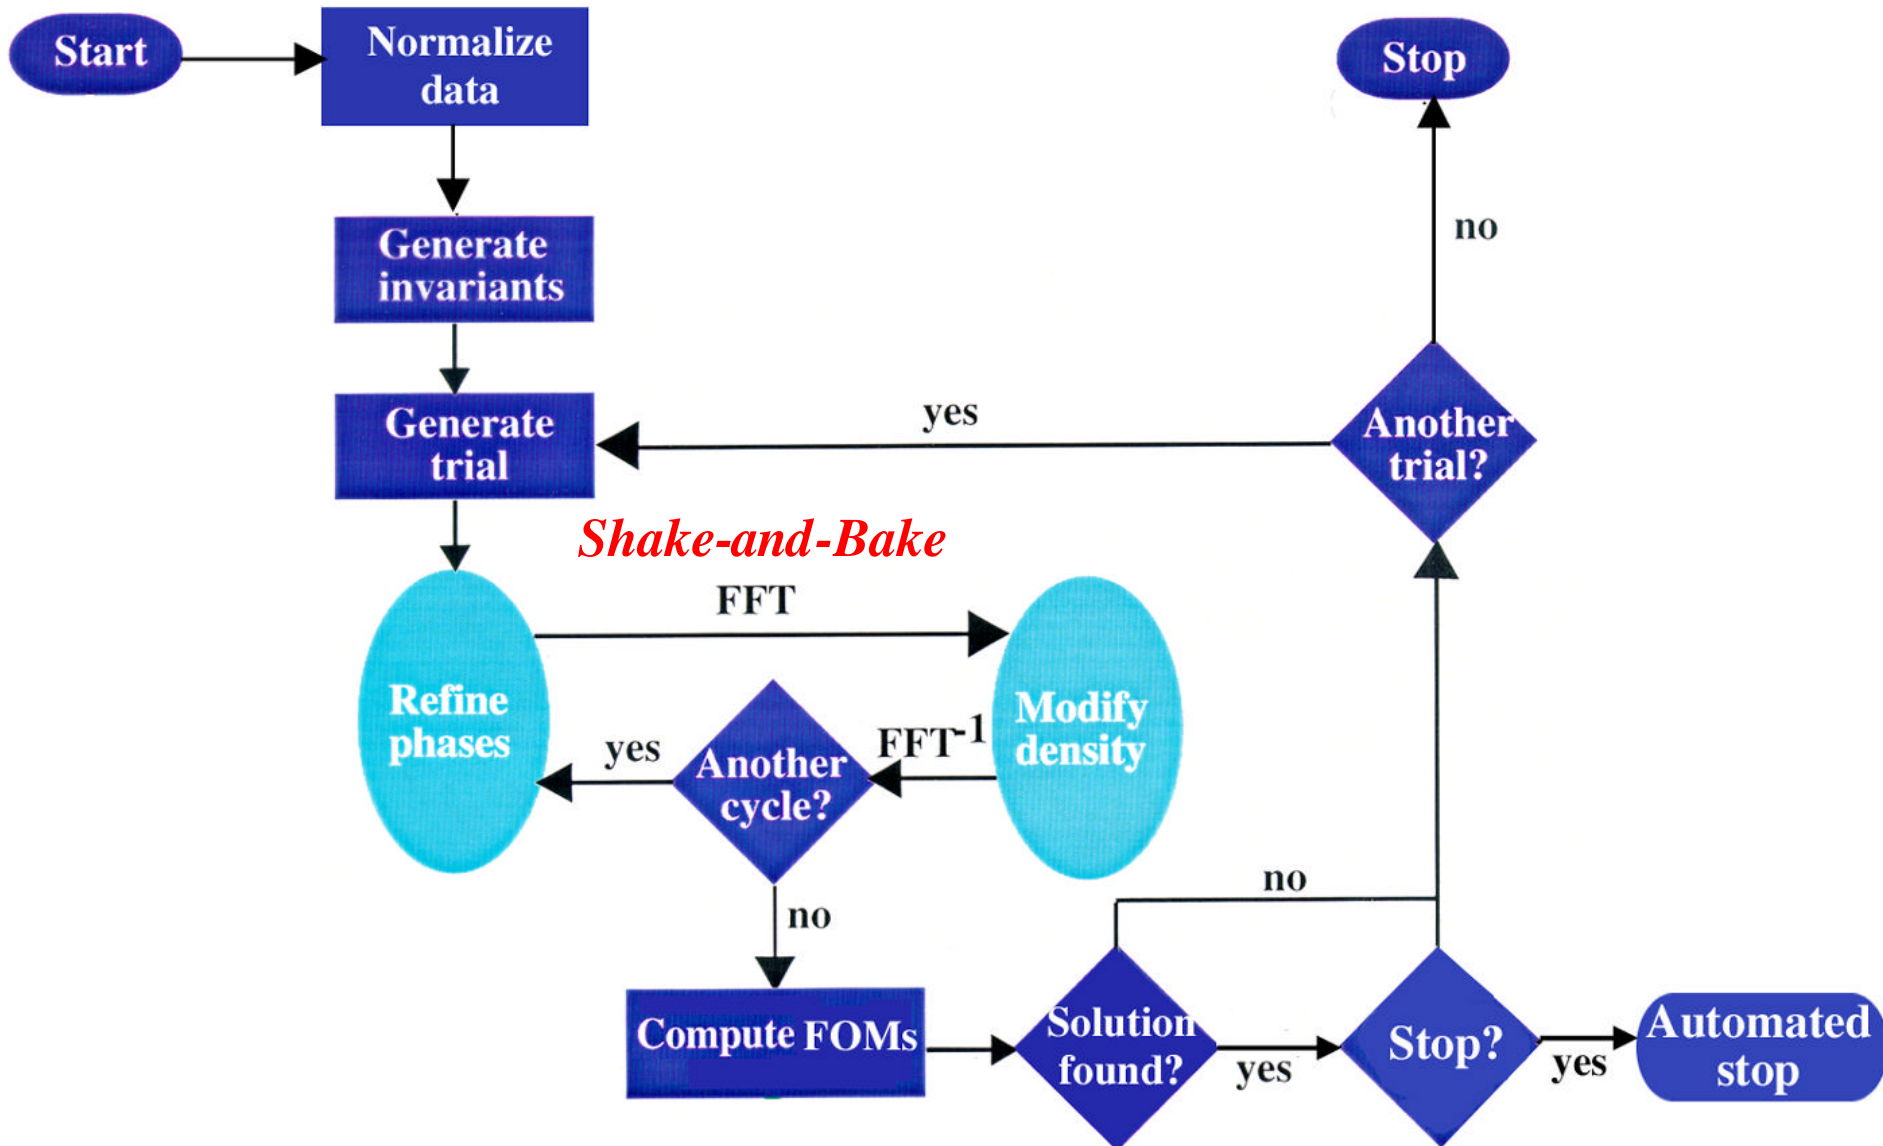 Start
Normalize
data
Stop
no
Generate
invariants
Generate
trial
yes
Another
trial?
Shake-and-Bake
FFT
Refine
phases
yes
Another
cycle?
FFT-1
Modify
density
no
no
Compute FOMs
Solution
found?
yes
Stop?
yes
Automated
stop